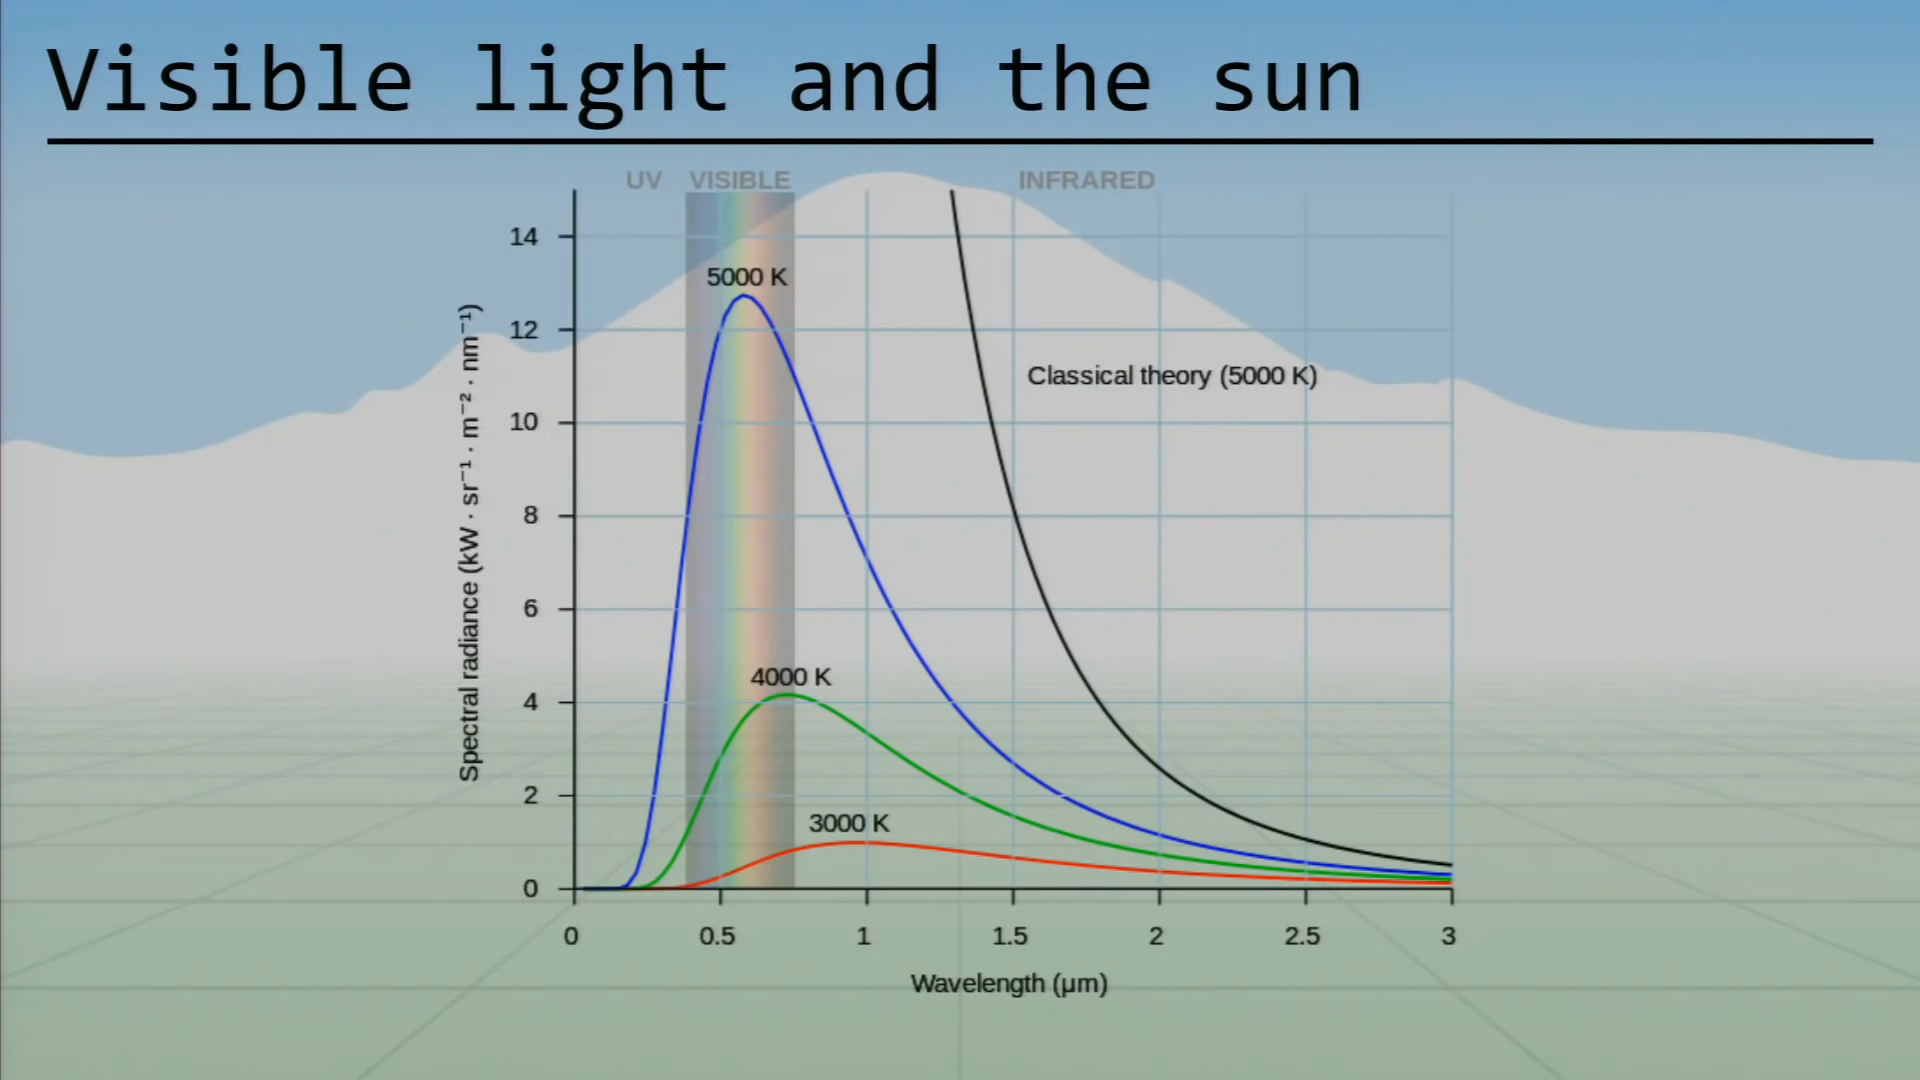 Visible light and the sun
UV VISIBLE INFRARED
14
12
10
8
6
4
2
0
Spectral radiance (kW · sr⁻¹ · m⁻² · nm⁻¹)
5000 K
Classical theory (5000 K)
4000 K
3000 K
0 0.5 1 1.5 2 2.5 3
Wavelength (µm)